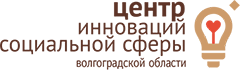 центр
инноваций
социальной сферы
волгоградской области